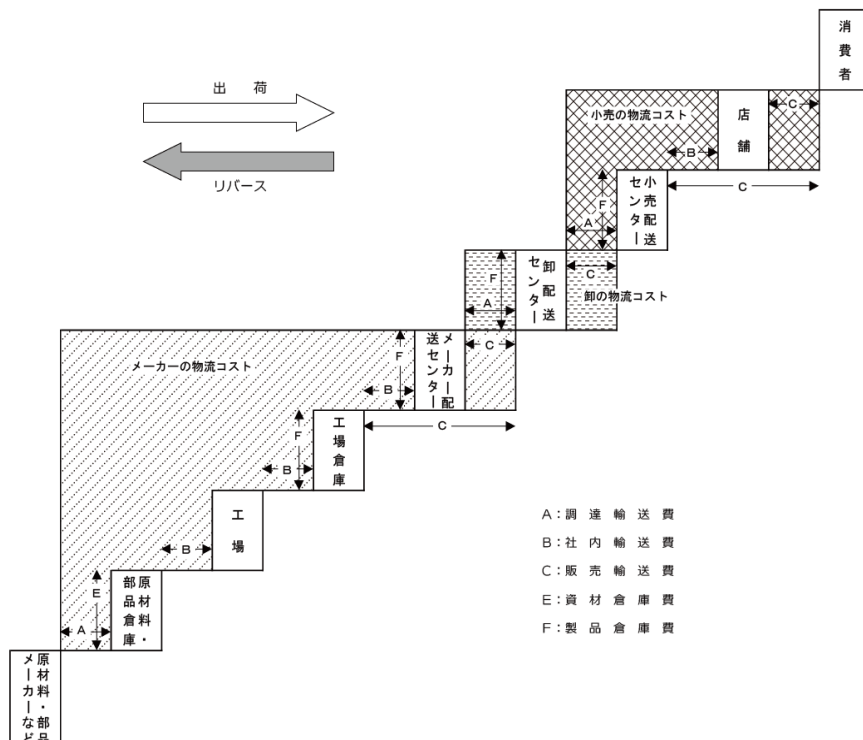 消費者
出 荷
リバース
小売の物流コスト
店舗
C
B
C
小売配送センター
F
A
卸配送センター
F
A
C
卸の物流コスト
メーカーの物流コスト
メーカー配送センター
F
B
C
C
工場倉庫
F
B
工場
B
原材料・部品倉庫
E
A
原材料・部品メーカーなど
A:調達輸送費
B:社内輸送費
C:販売輸送費
E:資材倉庫費
F:製品倉庫費